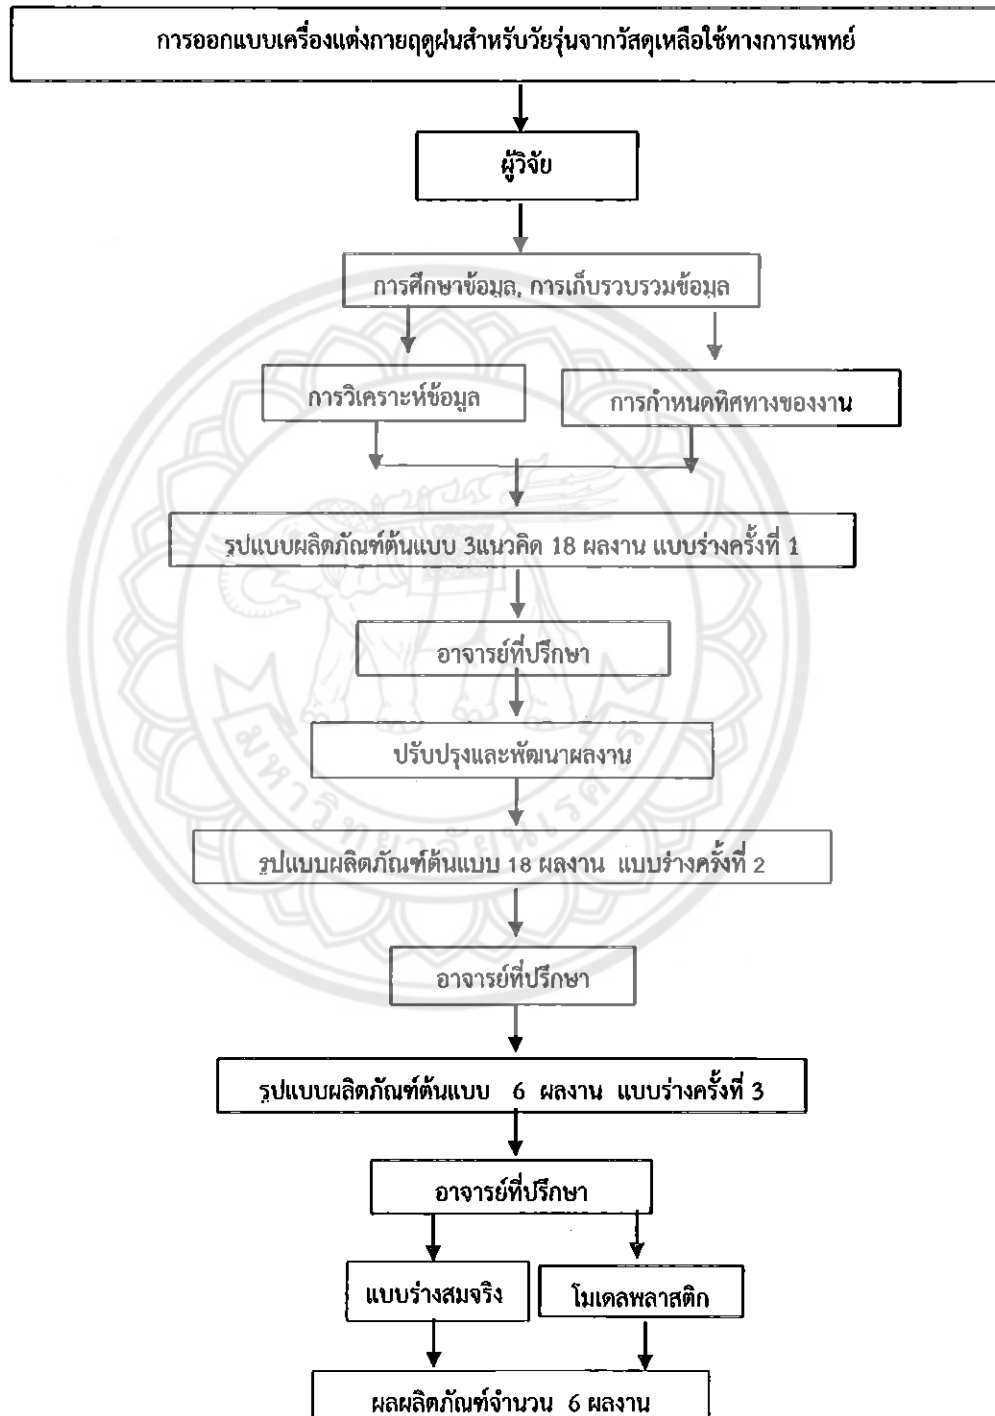 การออกแบบเครื่องแต่งกายฤดูฝนสำหรับวัยรุ่นจากวัสดุเหลือใช้ทางการแพทย์
ผู้วิจัย
การศึกษาข้อมูล, การเก็บรวบรวมข้อมูล
การวิเคราะห์ข้อมูล
การกำหนดทิศทางของงาน
รูปแบบผลิตภัณฑ์ต้นแบบ 3แนวคิด 18 ผลงาน แบบร่างครั้งที่ 1
อาจารย์ที่ปรึกษา
ปรับปรุงและพัฒนาผลงาน
มหาวิทยาลัยนเรศวร
รูปแบบผลิตภัณฑ์ต้นแบบ 18 ผลงาน แบบร่างครั้งที่ 2
อาจารย์ที่ปรึกษา
รูปแบบผลิตภัณฑ์ต้นแบบ 6 ผลงาน แบบร่างครั้งที่ 3
อาจารย์ที่ปรึกษา
แบบร่างสมจริง
โมเดลพลาสติก
ผลผลิตภัณฑ์จำนวน 6 ผลงาน